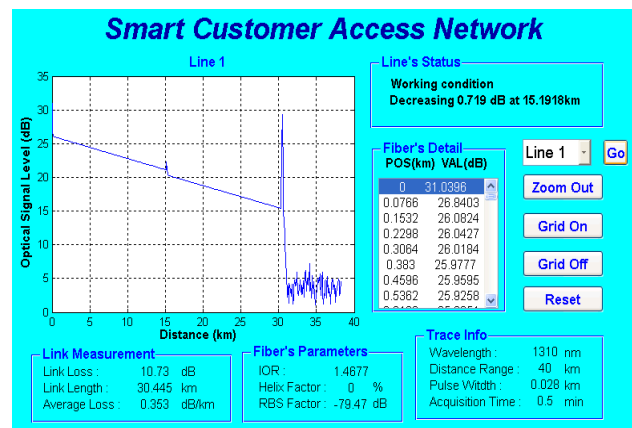 Smart Customer Access Network
Line 1
Optical Signal Level (dB)
35
30
25
20
15
10
5
0
0 5 10 15 20 25 30 35 40
Distance (km)
Line's Status
Working condition
Decreasing 0.719 dB at 15.1918km
Fiber's Detail
POS(km) VAL(dB)
0 31.0396
0.0766 26.8403
0.1532 26.0824
0.2298 26.0427
0.3064 26.0184
0.383 25.9777
0.4596 25.9595
0.5362 25.9258
Line 1
Go
Zoom Out
Grid On
Grid Off
Reset
Link Measurement
Link Loss : 10.73 dB
Link Length : 30.445 km
Average Loss : 0.353 dB/km
Fiber's Parameters
IOR : 1.4677
Helix Factor : 0 %
RBS Factor : -79.47 dB
Trace Info
Wavelength : 1310 nm
Distance Range : 40 km
Pulse Witdth : 0.028 km
Acquisition Time : 0.5 min